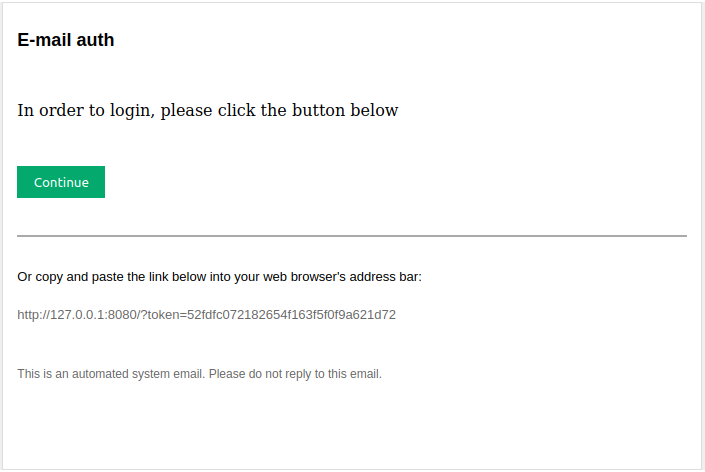 E-mail auth
In order to login, please click the button below
Continue
Or copy and paste the link below into your web browser's address bar:
http://127.0.0.1:8080/?token=52fdfc072182654f163f5f0f9a621d72
This is an automated system email. Please do not reply to this email.